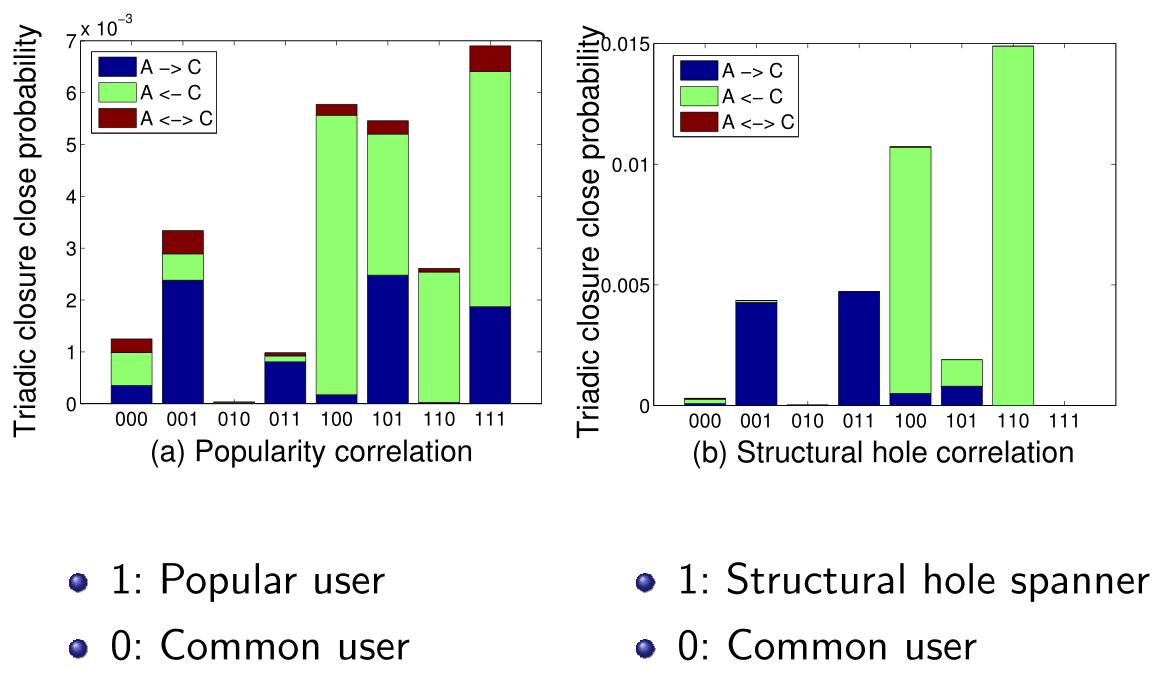 x 10⁻³
7
6
5
4
3
2
1
0
Triadic closure close probability
A −> C
A <− C
A <−> C
000 001 010 011 100 101 110 111
(a) Popularity correlation
0.015
0.01
0.005
0
Triadic closure close probability
A −> C
A <− C
A <−> C
000 001 010 011 100 101 110 111
(b) Structural hole correlation
1: Popular user
0: Common user
1: Structural hole spanner
0: Common user